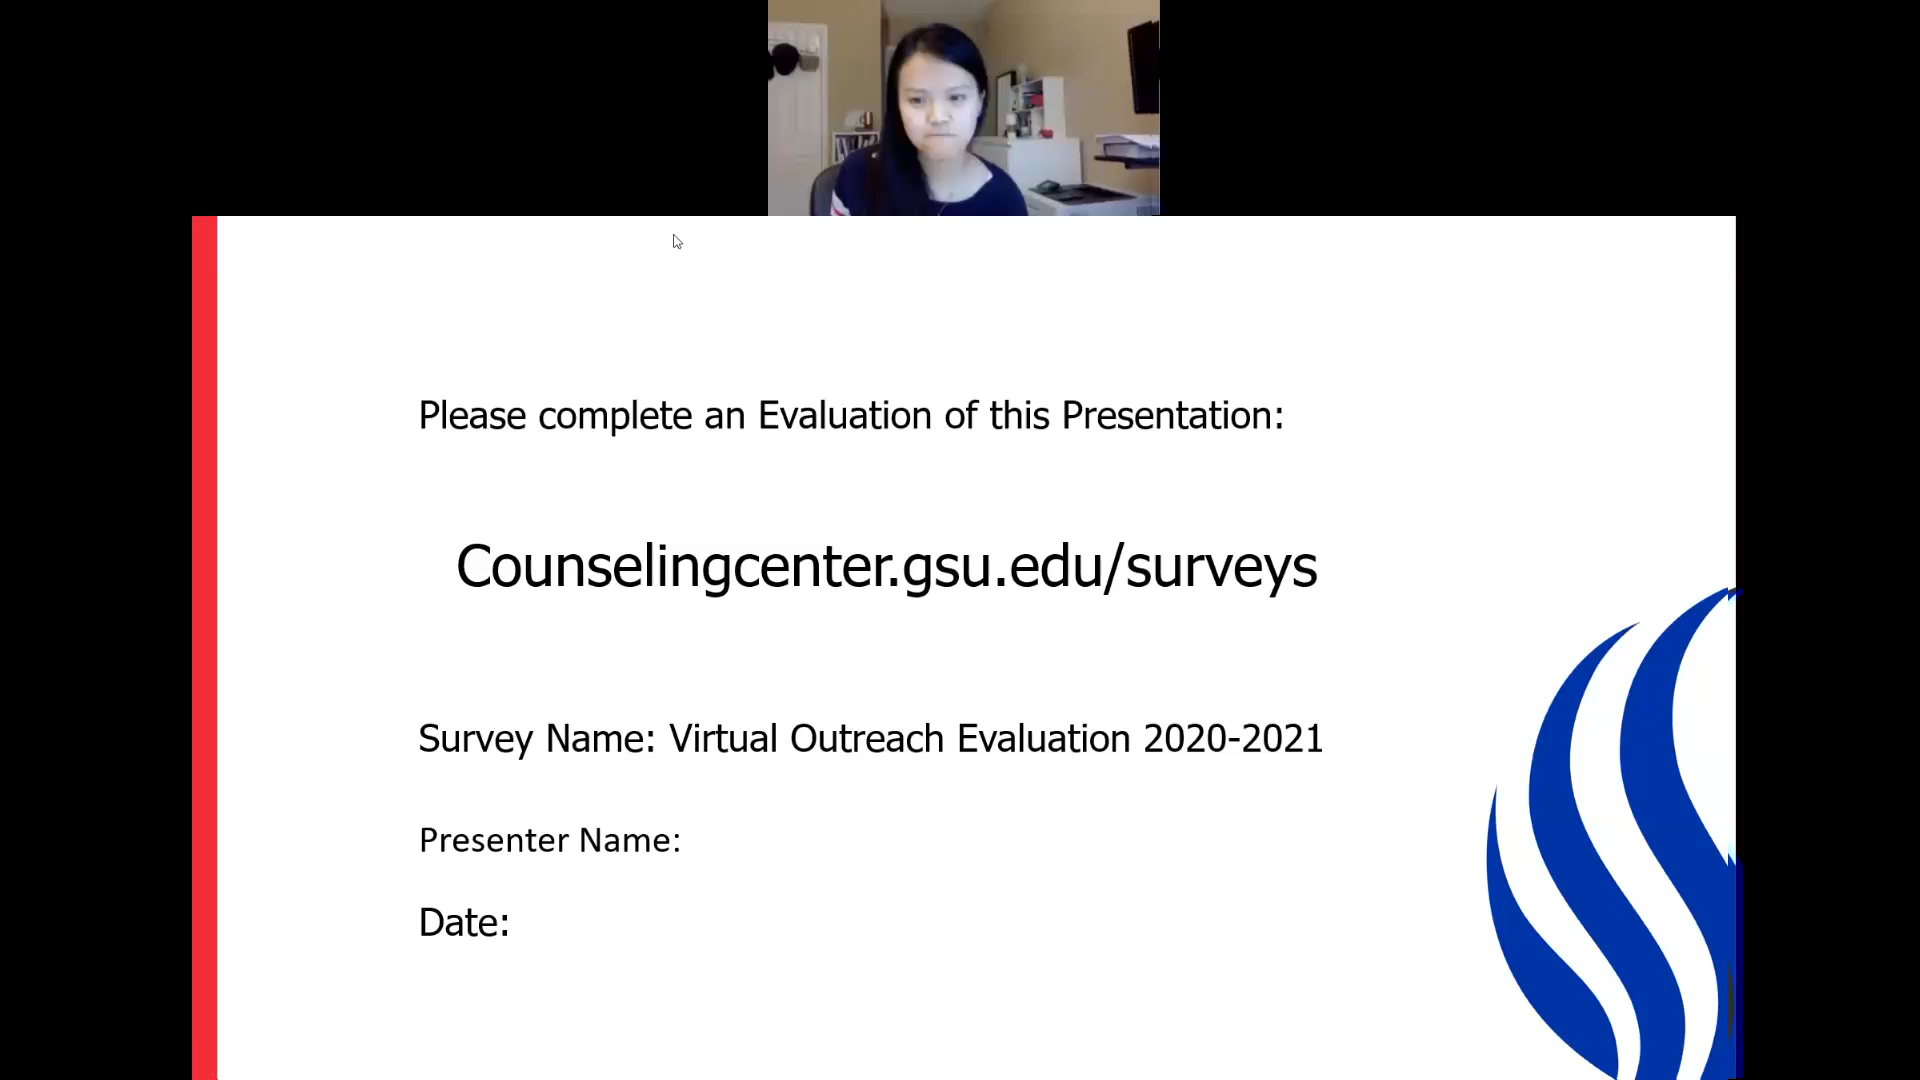 Please complete an Evaluation of this Presentation:
Counselingcenter.gsu.edu/surveys
Survey Name: Virtual Outreach Evaluation 2020-2021
Presenter Name:
Date: